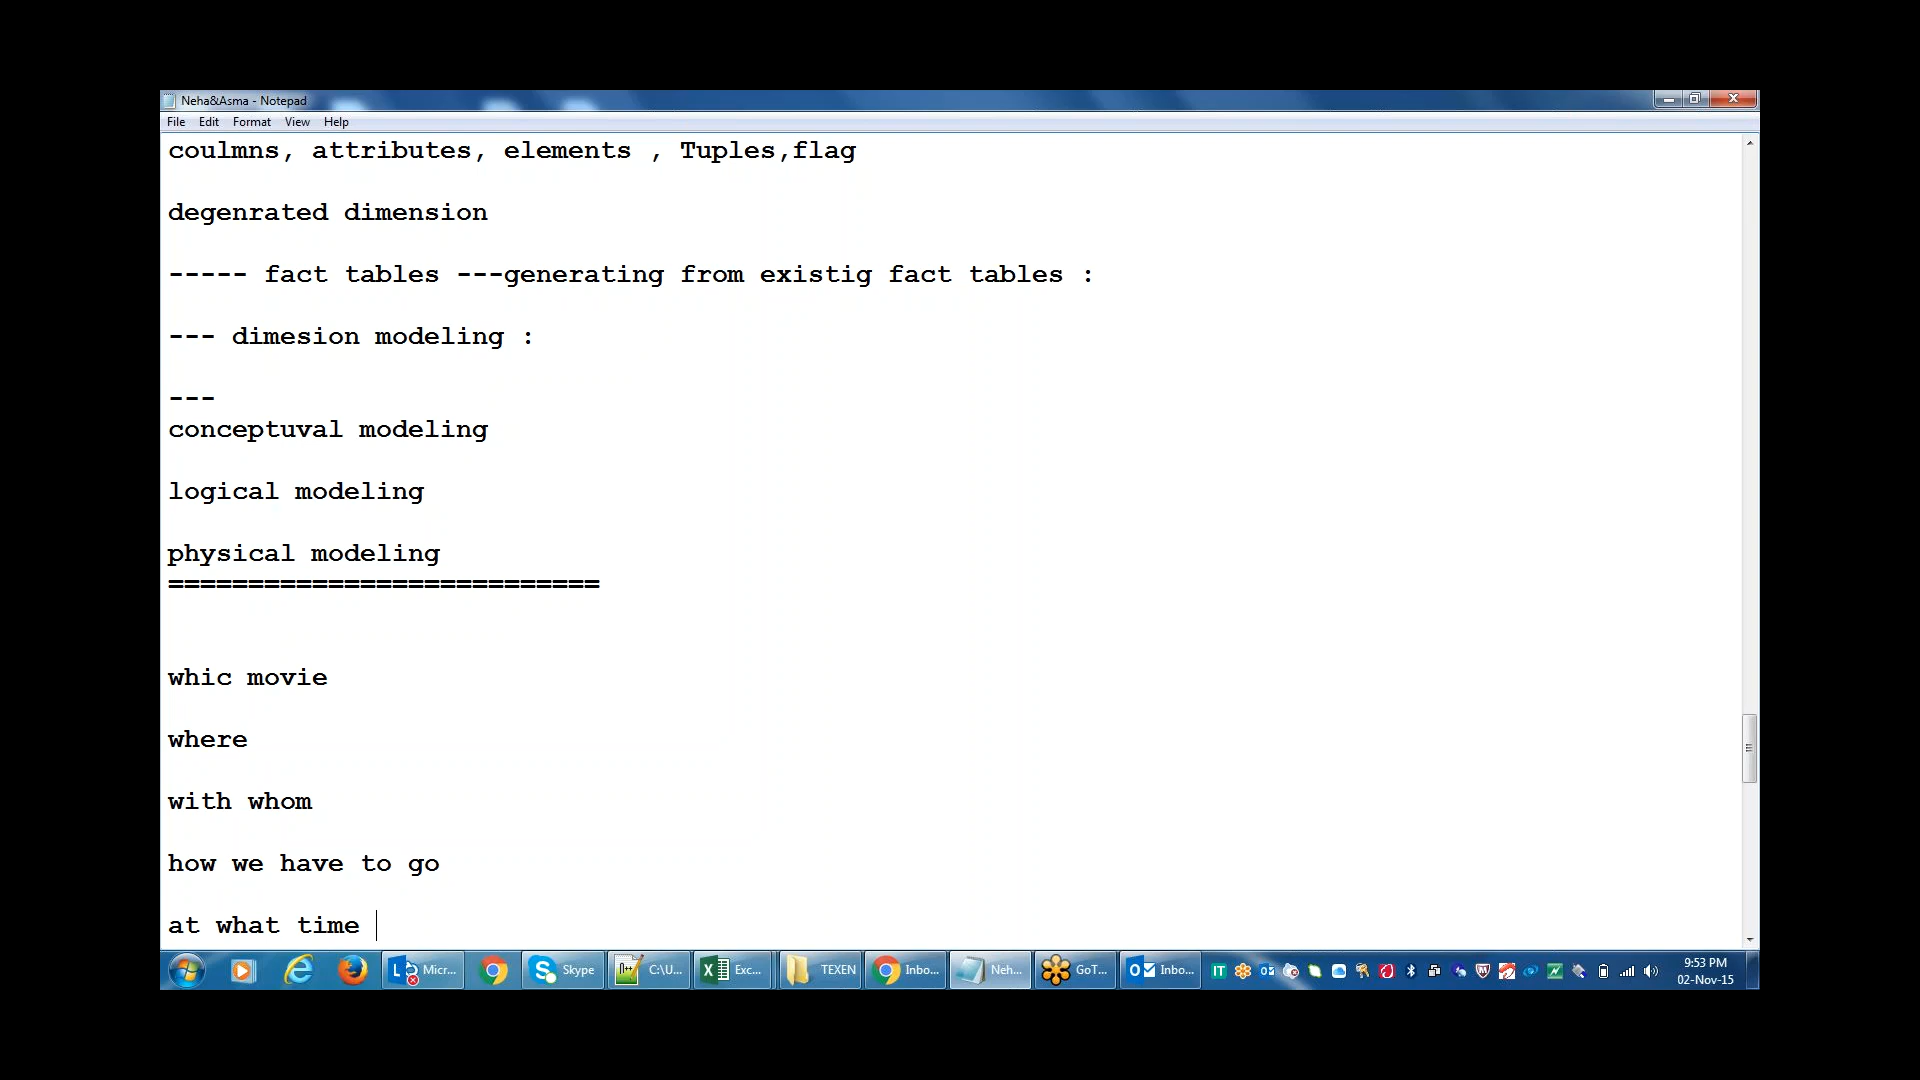 Neha&Asma - Notepad
File Edit Format View Help
coulmns, attributes, elements , Tuples,flag
degenrated dimension
----- fact tables ---generating from existig fact tables :
--- dimesion modeling :
---
conceptuval modeling
logical modeling
physical modeling
===========================
whic movie
where
with whom
how we have to go
at what time
Micr... Skype C:\U... Exc... TEXEN Inbo... Neh... GoT... Inbo... 9:53 PM
02-Nov-15